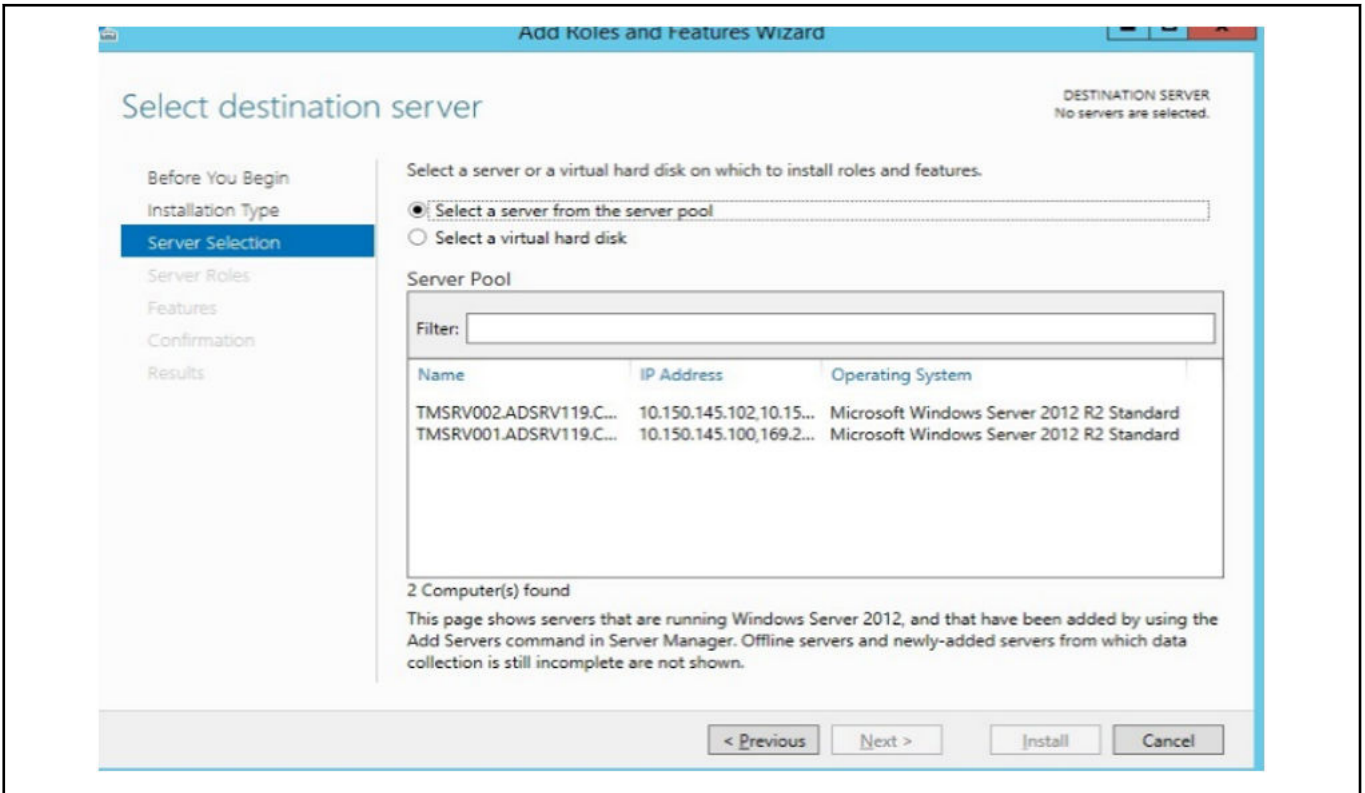 Add Roles and Features Wizard
Select destination server
DESTINATION SERVER
No servers are selected.
Before You Begin
Installation Type
Server Selection
Server Roles
Features
Confirmation
Results
Select a server or a virtual hard disk on which to install roles and features.
Select a server from the server pool
Select a virtual hard disk
Server Pool
Filter:
Name IP Address Operating System
TMSRV002.ADSRV119.C... 10.150.145.102,10.15... Microsoft Windows Server 2012 R2 Standard
TMSRV001.ADSRV119.C... 10.150.145.100,169.2... Microsoft Windows Server 2012 R2 Standard
2 Computer(s) found
This page shows servers that are running Windows Server 2012, and that have been added by using the
Add Servers command in Server Manager. Offline servers and newly-added servers from which data
collection is still incomplete are not shown.
< Previous Next > Install Cancel